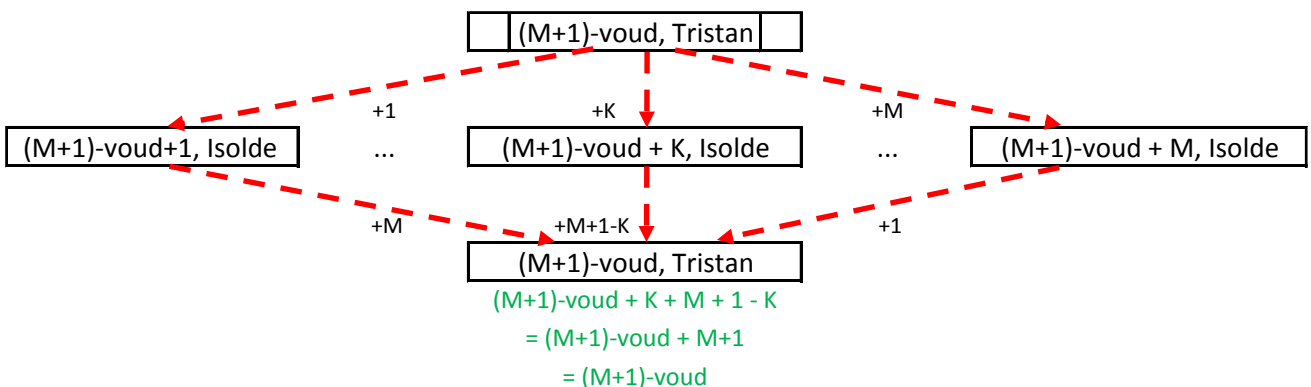 (M+1)-voud, Tristan
+1 +K +M
(M+1)-voud+1, Isolde ... (M+1)-voud + K, Isolde ... (M+1)-voud + M, Isolde
+M +M+1-K +1
(M+1)-voud, Tristan
(M+1)-voud + K + M + 1 - K
= (M+1)-voud + M+1
= (M+1)-voud